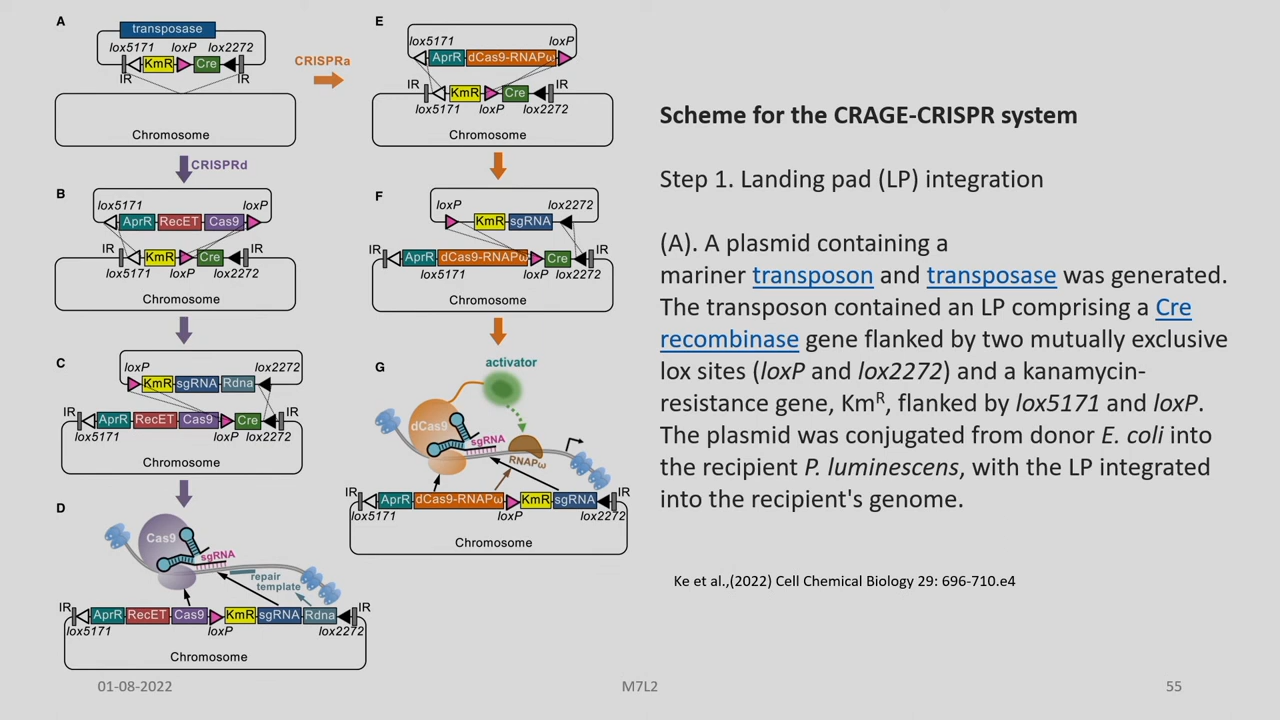 A
transposase
lox5171 loxP lox2272
KmR Cre
IR IR
Chromosome
CRISPRa
CRISPRd
B
lox5171 loxP
AprR RecET Cas9
IR KmR Cre IR
lox5171 loxP lox2272
Chromosome
C
loxP lox2272
KmR sgRNA Rdna
IR AprR RecET Cas9 Cre IR
lox5171 loxP lox2272
Chromosome
D
Cas9
sgRNA
repair
template
IR AprR RecET Cas9 KmR sgRNA Rdna IR
lox5171 loxP lox2272
Chromosome
E
lox5171 loxP
AprR dCas9-RNAPω
IR KmR Cre IR
lox5171 loxP lox2272
Chromosome
F
loxP lox2272
KmR sgRNA
IR AprR dCas9-RNAPω Cre IR
lox5171 loxP lox2272
Chromosome
G
activator
dCas9
sgRNA
RNAPω
IR AprR dCas9-RNAPω KmR sgRNA IR
lox5171 loxP lox2272
Chromosome
Scheme for the CRAGE-CRISPR system
Step 1. Landing pad (LP) integration
(A). A plasmid containing a
mariner transposon and transposase was generated.
The transposon contained an LP comprising a Cre
recombinase gene flanked by two mutually exclusive
lox sites (loxP and lox2272) and a kanamycin-
resistance gene, Kmᴿ, flanked by lox5171 and loxP.
The plasmid was conjugated from donor E. coli into
the recipient P. luminescens, with the LP integrated
into the recipient's genome.
Ke et al.,(2022) Cell Chemical Biology 29: 696-710.e4
01-08-2022
M7L2
55